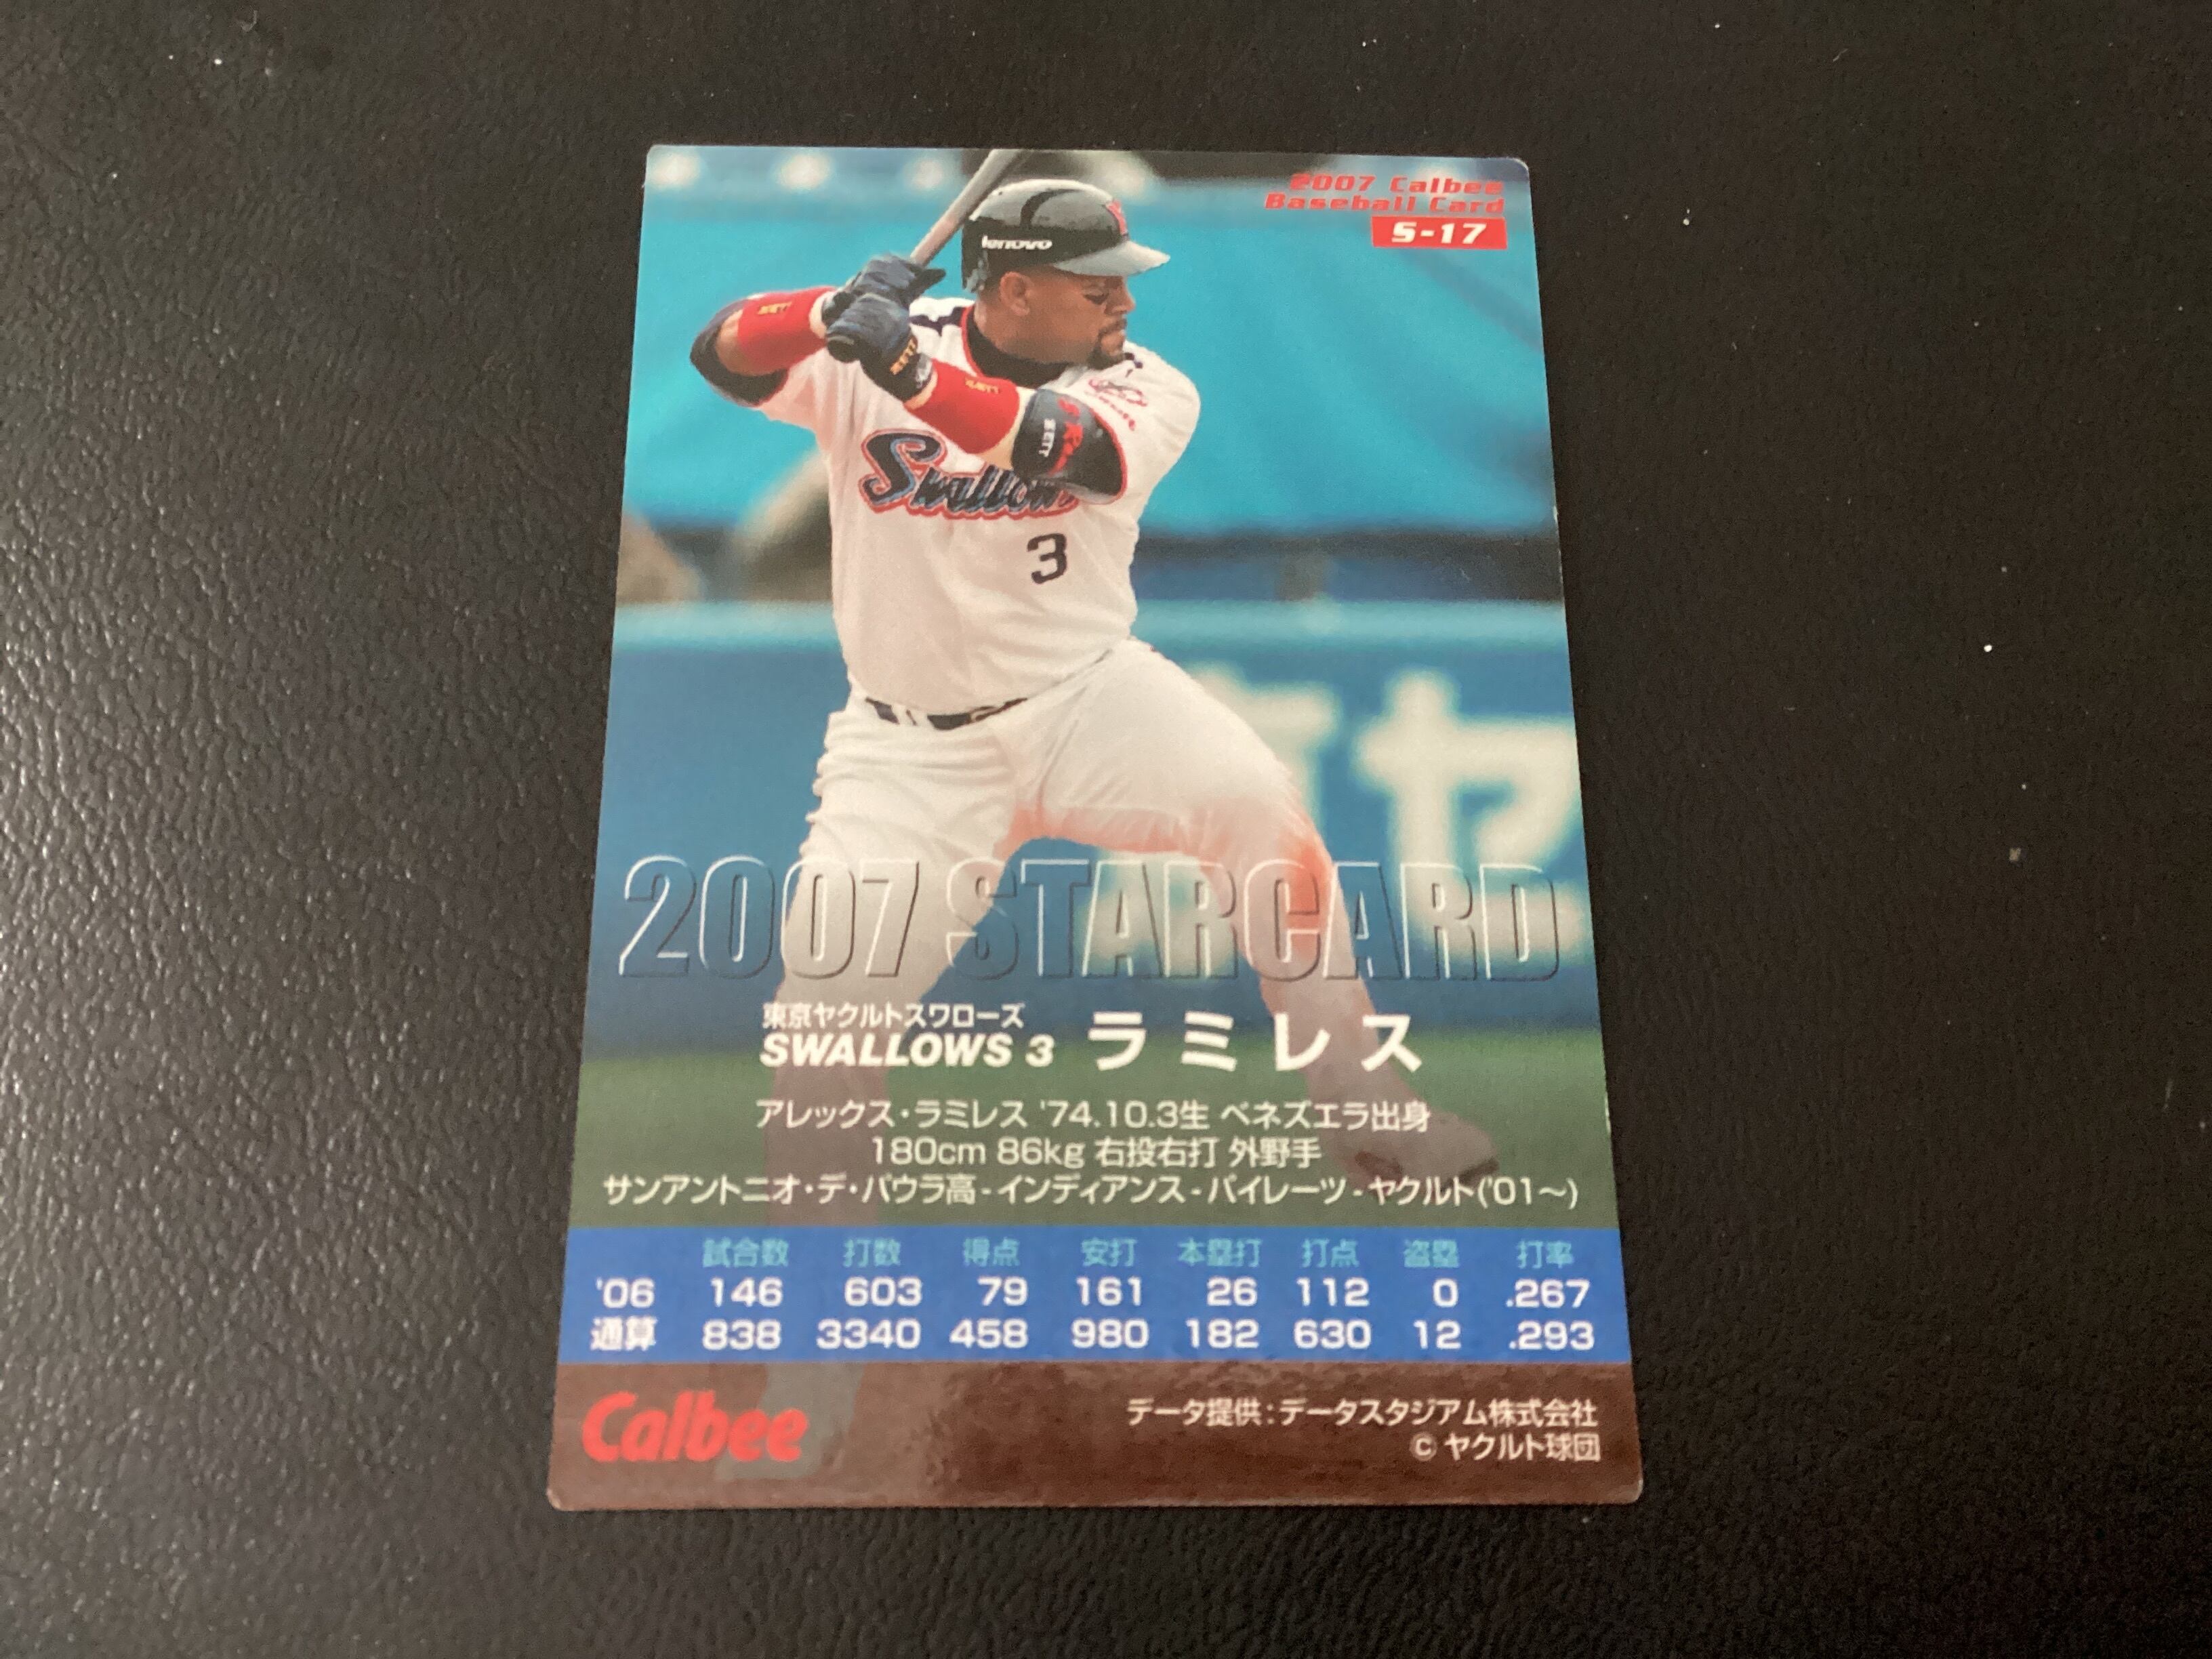 2007 Calbee
Baseball Card
S-17
lenovo
ZETT
ZETT
Swallows
3
ヤ
2007 STARCARD
東京ヤクルトスワローズ
SWALLOWS 3 ラミレス
アレックス・ラミレス '74.10.3生 ベネズエラ出身
180cm 86kg 右投右打 外野手
サンアントニオ・デ・パウラ高-インディアンス-パイレーツ-ヤクルト('01〜)
試合数 打数 得点 安打 本塁打 打点 盗塁 打率
'06 146 603 79 161 26 112 0 .267
通算 838 3340 458 980 182 630 12 .293
Calbee
データ提供:データスタジアム株式会社
© ヤクルト球団